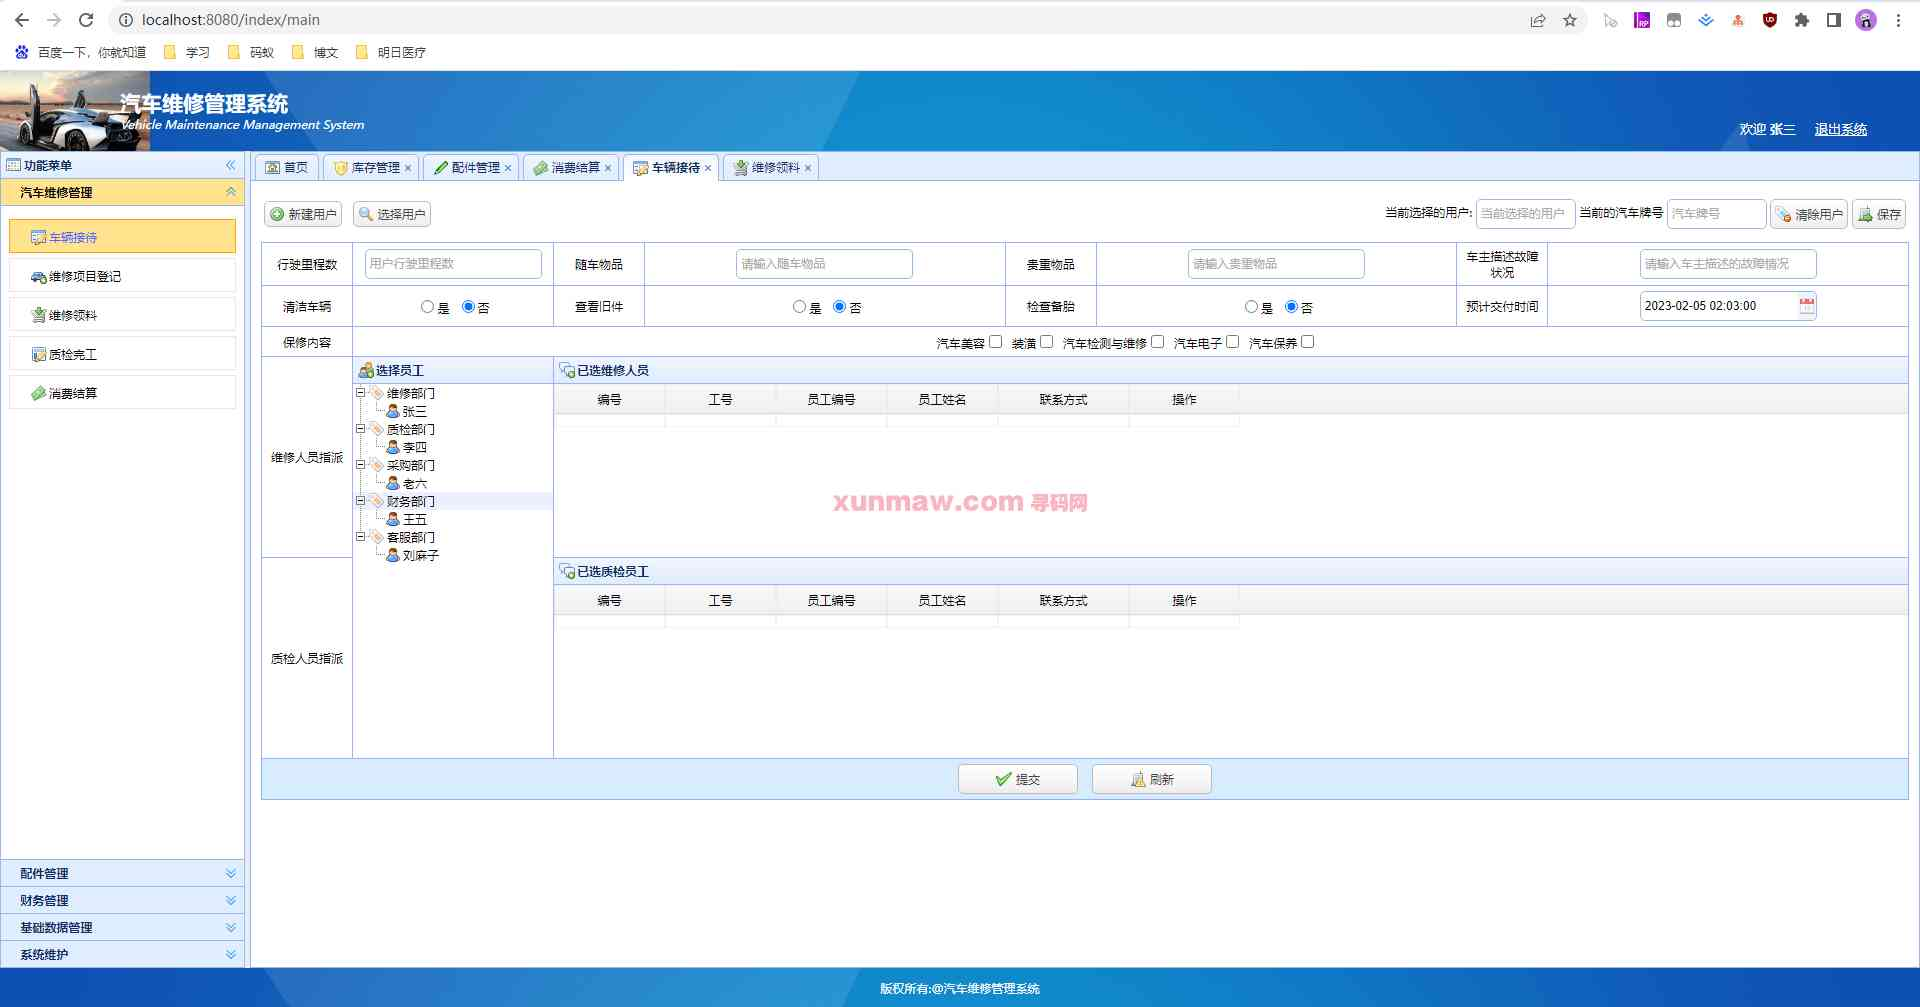 localhost:8080/index/main
百度一下，你就知道 学习 码蚁 博文 明日医疗
汽车维修管理系统
Vehicle Maintenance Management System
欢迎 张三 退出系统
功能菜单
汽车维修管理
车辆接待
维修项目登记
维修领料
质检完工
消费结算
配件管理
财务管理
基础数据管理
系统维护
首页 库存管理 配件管理 消费结算 车辆接待 维修领料
新建用户 选择用户 当前选择的用户: 当前选择的用户 当前的汽车牌号 汽车牌号 清除用户 保存
行驶里程数 用户行驶里程数 随车物品 请输入随车物品 贵重物品 请输入贵重物品 车主描述故障状况 请输入车主描述的故障情况
清洁车辆 是 否 查看旧件 是 否 检查备胎 是 否 预计交付时间 2023-02-05 02:03:00
保修内容 汽车美容 装潢 汽车检测与维修 汽车电子 汽车保养
维修人员指派
质检人员指派
选择员工
维修部门
张三
质检部门
李四
采购部门
老六
财务部门
王五
客服部门
刘麻子
已选维修人员
编号 工号 员工编号 员工姓名 联系方式 操作
xunmaw.com 寻码网
已选质检员工
编号 工号 员工编号 员工姓名 联系方式 操作
提交 刷新
版权所有:@汽车维修管理系统